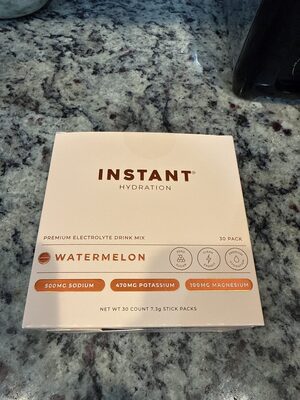 INSTANT®
HYDRATION
PREMIUM ELECTROLYTE DRINK MIX
30 PACK
WATERMELON
500MG SODIUM
470MG POTASSIUM
100MG MAGNESIUM
NET WT 30 COUNT 7.3g STICK PACKS